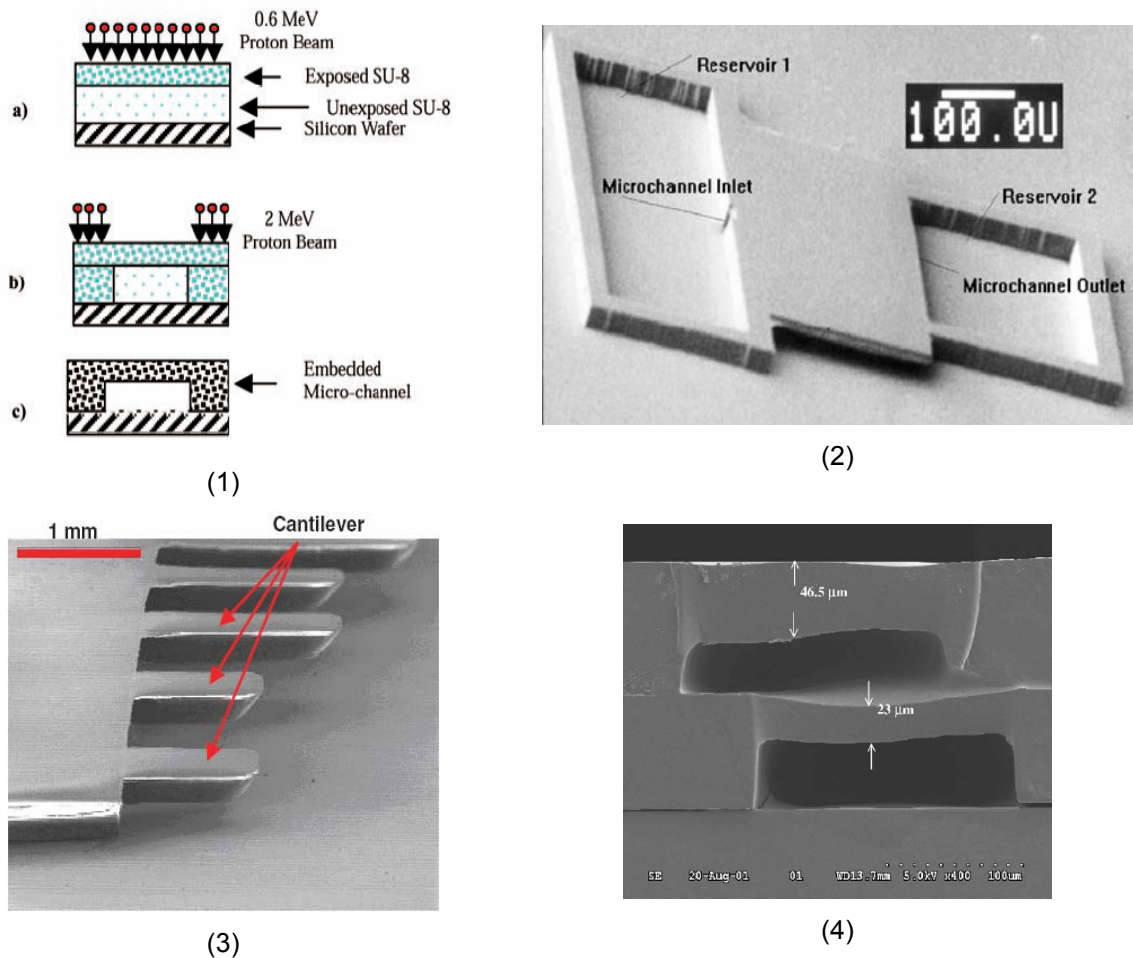 0.6 MeV
Proton Beam
Exposed SU-8
Unexposed SU-8
Silicon Wafer
a)
2 MeV
Proton Beam
b)
Embedded
Micro-channel
c)
(1)
Reservoir 1
100.0U
Microchannel Inlet
Reservoir 2
Microchannel Outlet
(2)
1 mm
Cantilever
(3)
46.5 µm
23 µm
SE 20-Aug-01 01 WD13.7mm 5.0kV x400 100um
(4)